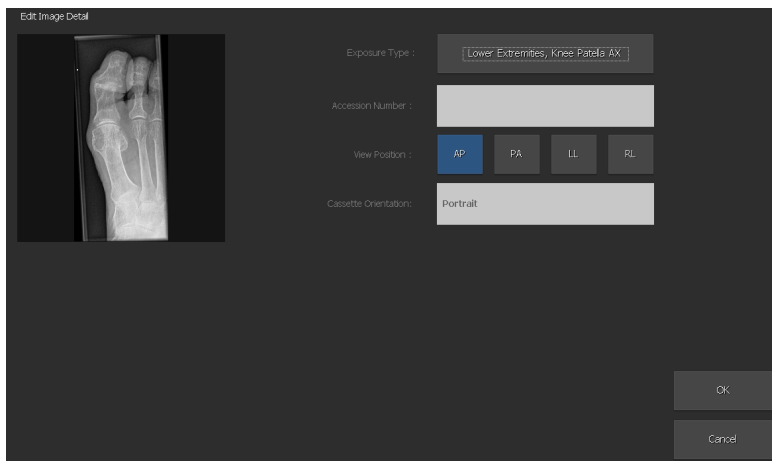 Edit Image Detail
Exposure Type :
Lower Extremities, Knee Patella AX
Accession Number :
View Position :
AP
PA
LL
RL
Cassette Orientation:
Portrait
OK
Cancel